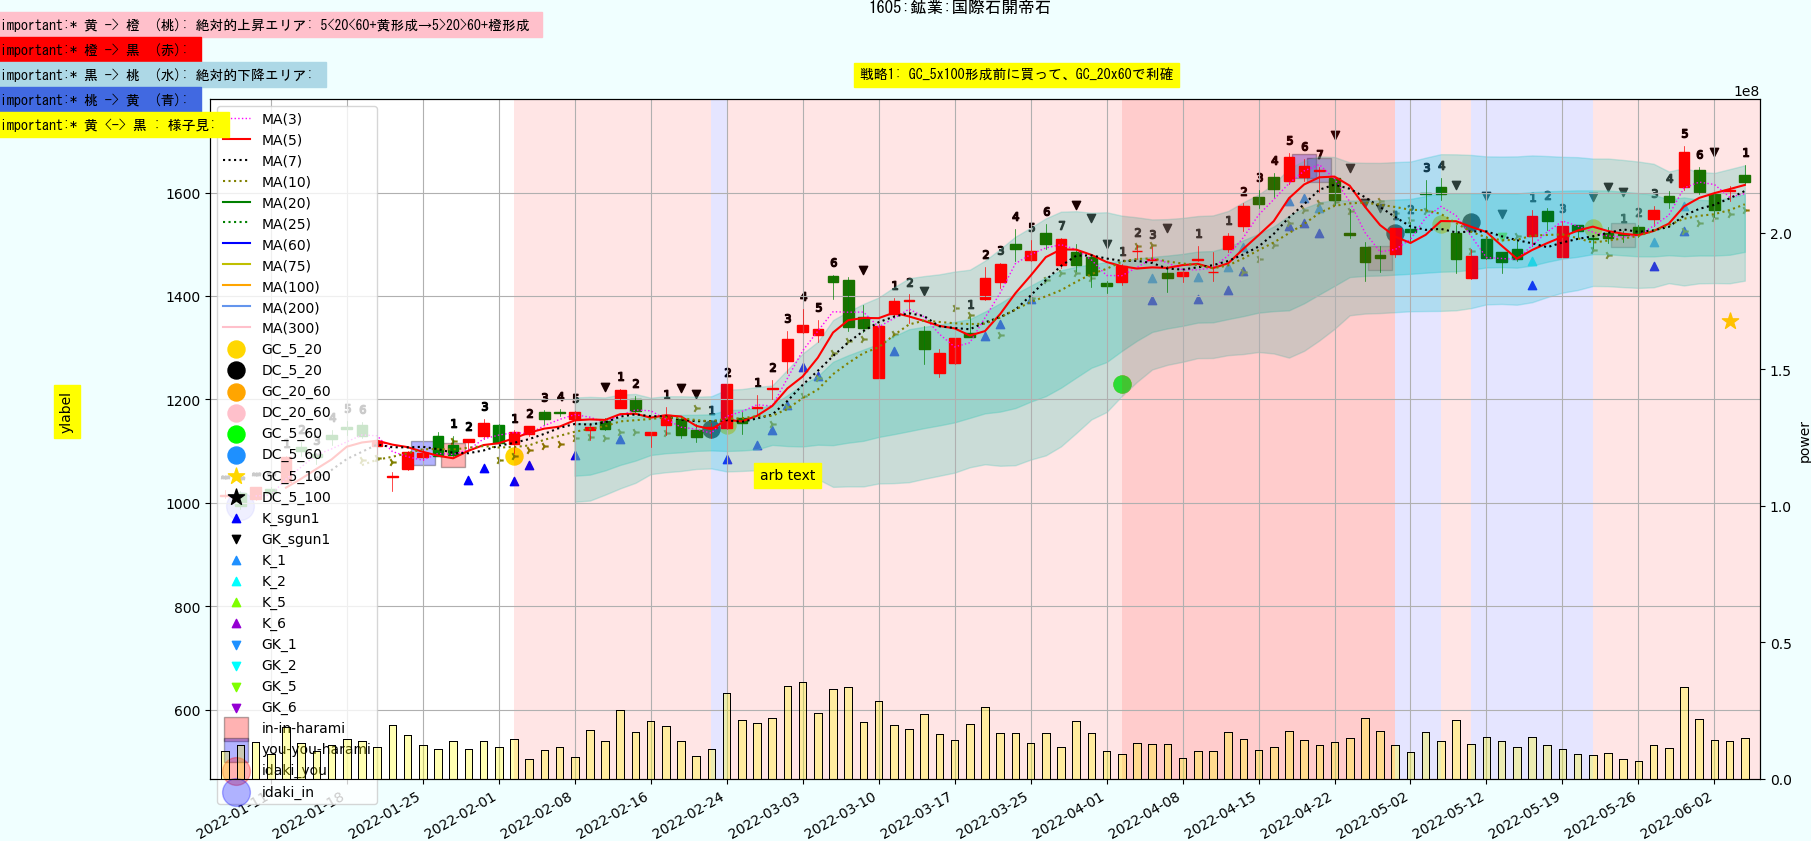 1605:鉱業:国際石開帝石
important:* 黄 -> 橙 (桃): 絶対的上昇エリア: 5<20<60+黄形成→5>20>60+橙形成
important:* 橙 -> 黒 (赤):
important:* 黒 -> 桃 (水): 絶対的下降エリア:
important:* 桃 -> 黄 (青):
important:* 黄 <-> 黒 : 様子見:
戦略1: GC_5x100形成前に買って、GC_20x60で利確
1e8
MA(3)
MA(5)
MA(7)
MA(10)
MA(20)
MA(25)
MA(60)
MA(75)
MA(100)
MA(200)
MA(300)
GC_5_20
DC_5_20
GC_20_60
DC_20_60
GC_5_60
DC_5_60
GC_5_100
DC_5_100
K_sgun1
GK_sgun1
K_1
K_2
K_5
K_6
GK_1
GK_2
GK_5
GK_6
in-in-harami
you-you-harami
idaki_you
idaki_in
1600
1400
1200
1000
800
600
ylabel
arb text
2.0
1.5
1.0
0.5
0.0
power
2022-01-11
2022-01-18
2022-01-25
2022-02-01
2022-02-08
2022-02-16
2022-02-24
2022-03-03
2022-03-10
2022-03-17
2022-03-25
2022-04-01
2022-04-08
2022-04-15
2022-04-22
2022-05-02
2022-05-12
2022-05-19
2022-05-26
2022-06-02